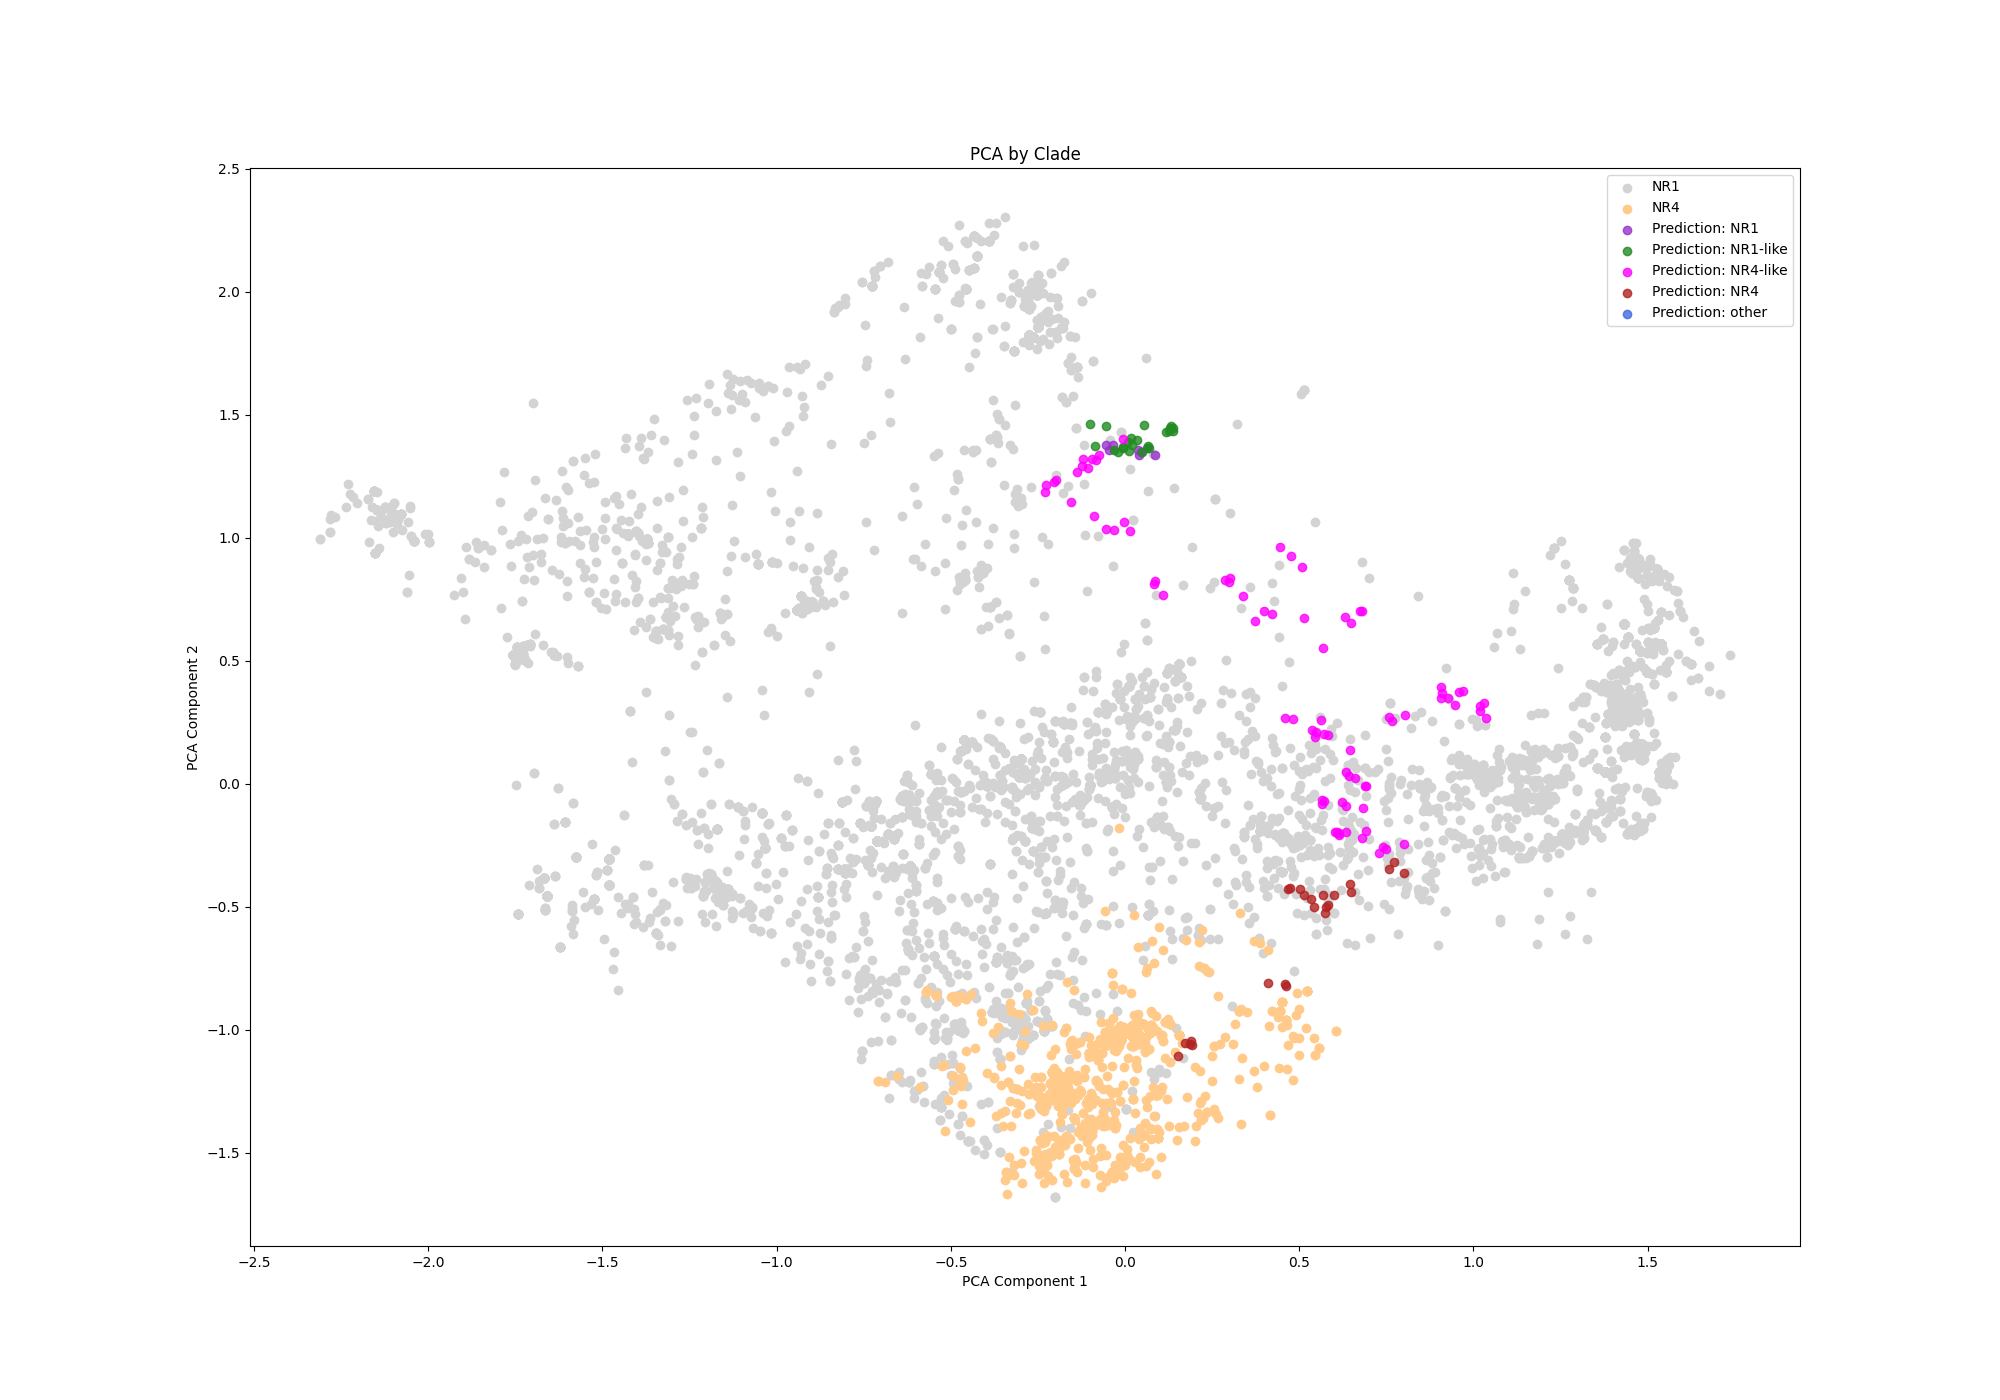 PCA by Clade
NR1
NR4
Prediction: NR1
Prediction: NR1-like
Prediction: NR4-like
Prediction: NR4
Prediction: other
PCA Component 2
2.5
2.0
1.5
1.0
0.5
0.0
−0.5
−1.0
−1.5
−2.5
−2.0
−1.5
−1.0
−0.5
0.0
0.5
1.0
1.5
PCA Component 1